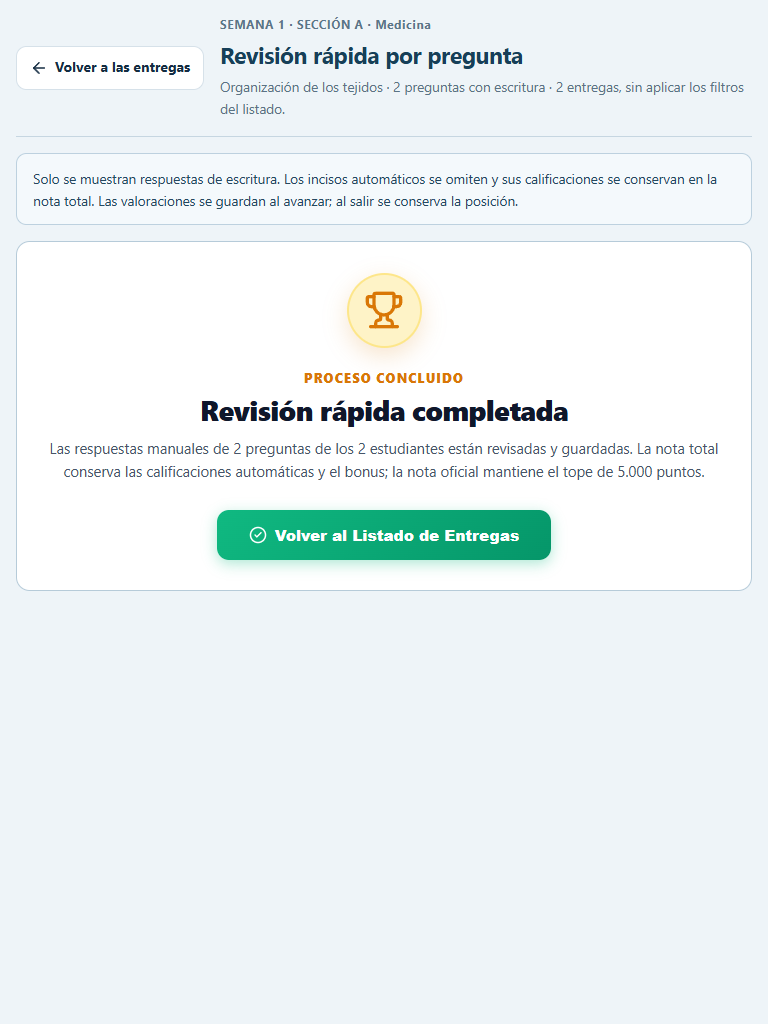 SEMANA 1 · SECCIÓN A · Medicina
Volver a las entregas
Revisión rápida por pregunta
Organización de los tejidos · 2 preguntas con escritura · 2 entregas, sin aplicar los filtros
del listado.
Solo se muestran respuestas de escritura. Los incisos automáticos se omiten y sus calificaciones se conservan en la
nota total. Las valoraciones se guardan al avanzar; al salir se conserva la posición.
PROCESO CONCLUIDO
Revisión rápida completada
Las respuestas manuales de 2 preguntas de los 2 estudiantes están revisadas y guardadas. La nota total
conserva las calificaciones automáticas y el bonus; la nota oficial mantiene el tope de 5.000 puntos.
Volver al Listado de Entregas